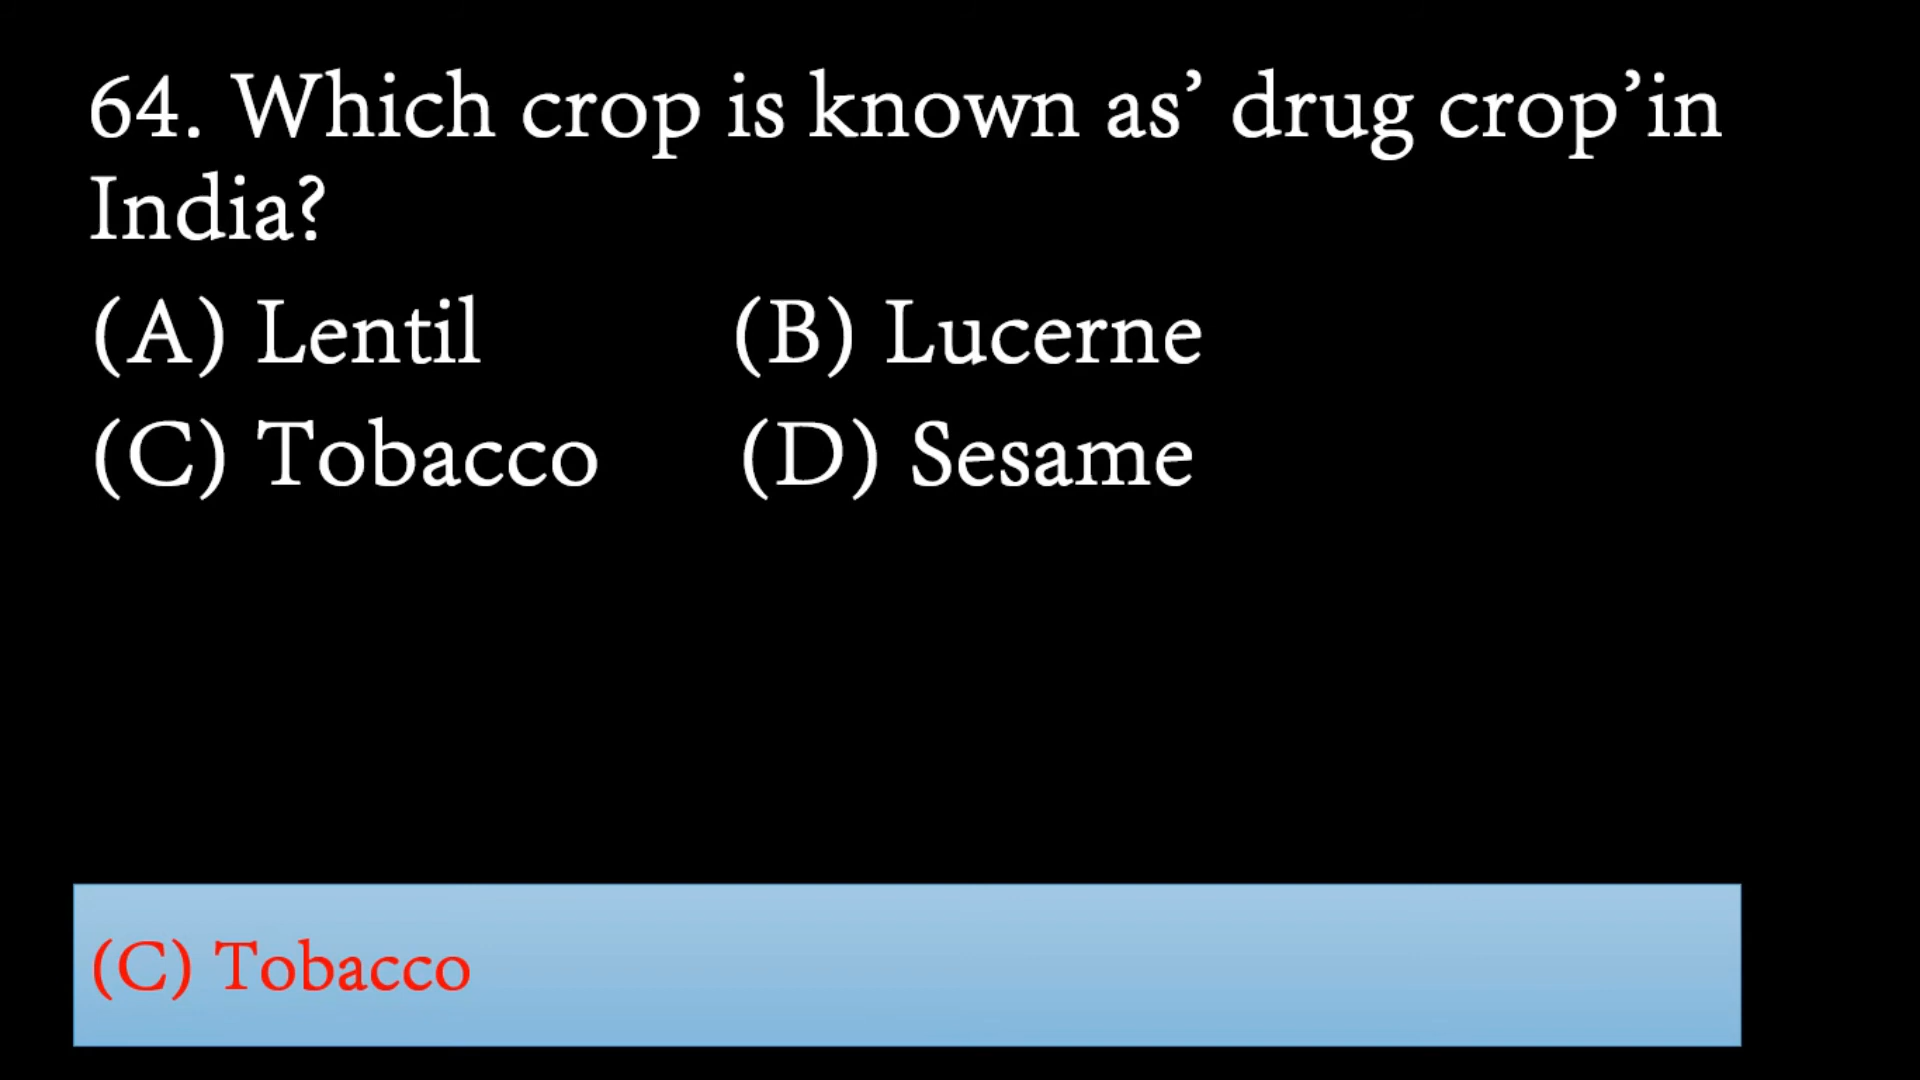 64. Which crop is known as’ drug crop’in
India?
(A) Lentil (B) Lucerne
(C) Tobacco (D) Sesame
(C) Tobacco